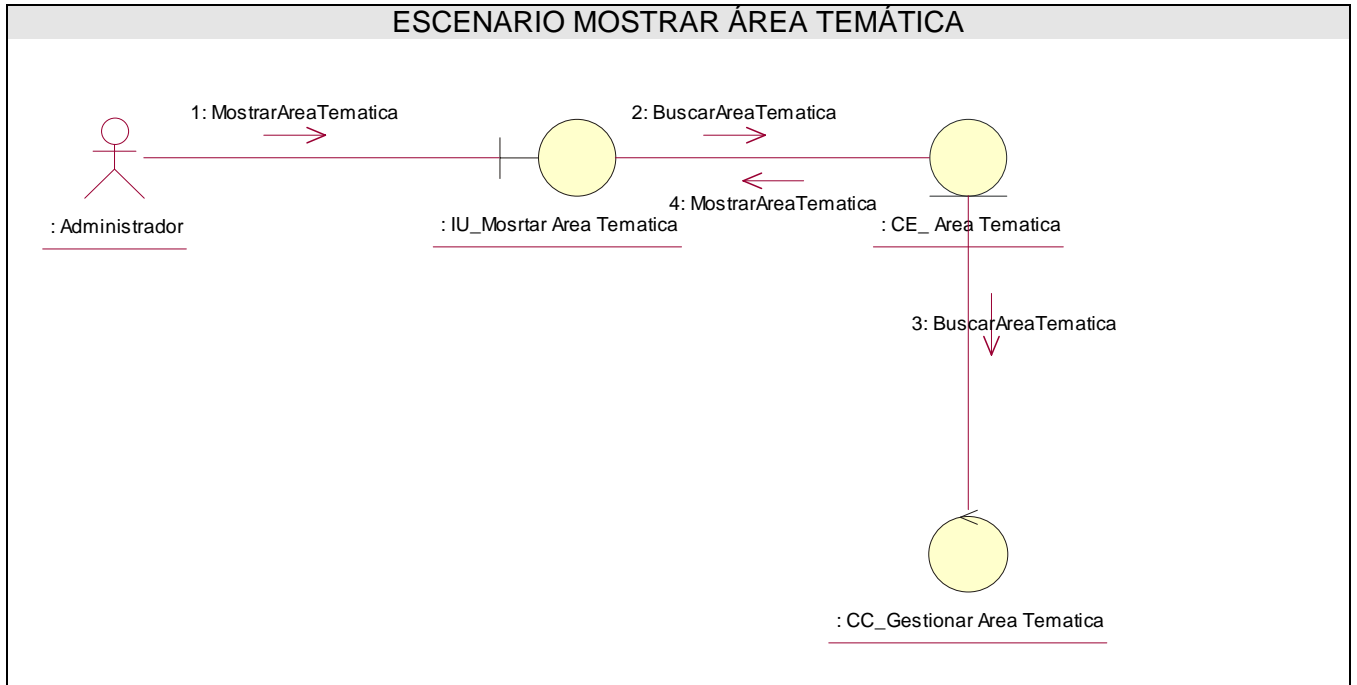 ESCENARIO MOSTRAR ÁREA TEMÁTICA
1: MostrarAreaTematica
2: BuscarAreaTematica
4: MostrarAreaTematica
: Administrador
: IU_Mosrtar Area Tematica
: CE_ Area Tematica
3: BuscarAreaTematica
: CC_Gestionar Area Tematica